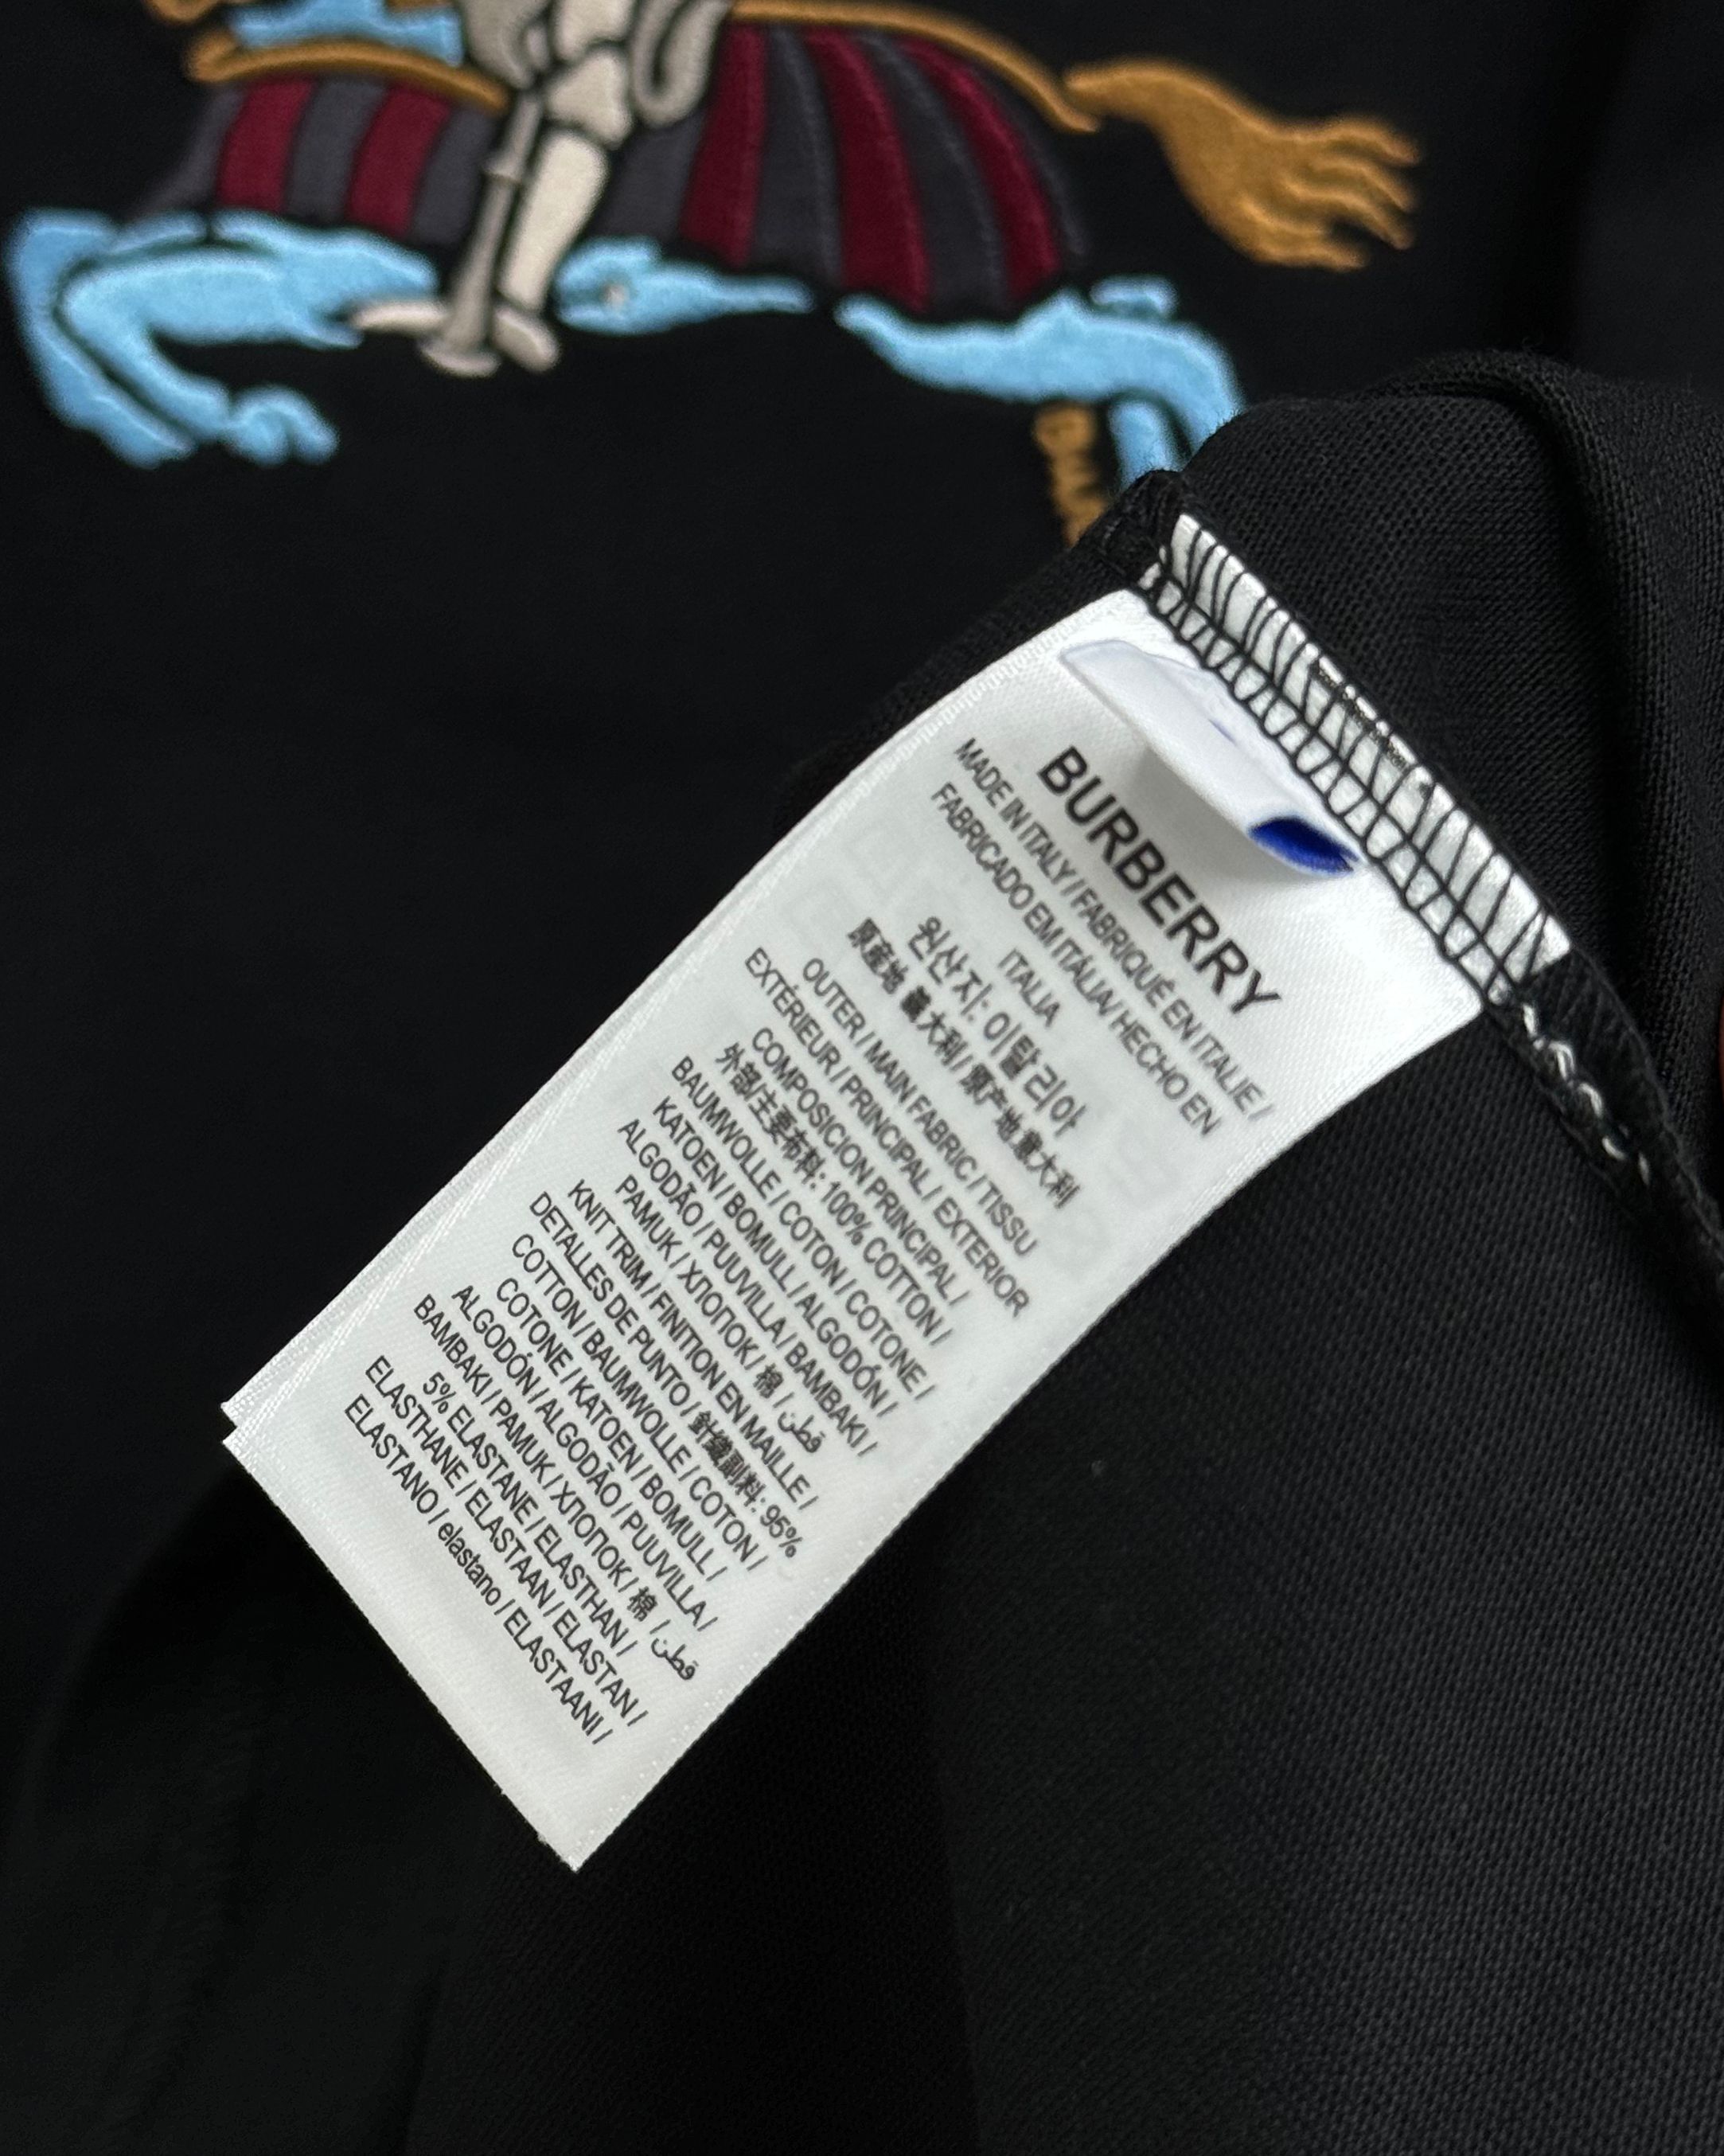 BURBERRY
MADE IN ITALY / FABRIQUÉ EN ITALIE /
FABRICADO EM ITÁLIA / HECHO EN
ITALIA
원산지: 이탈리아
原産地 義大利 / 原产地 意大利
OUTER / MAIN FABRIC / TISSU
EXTÉRIEUR / PRINCIPAL / EXTERIOR
COMPOSICION PRINCIPAL /
外部/主要布料: 100% COTTON /
BAUMWOLLE / COTON / COTONE /
KATOEN / BOMULL / ALGODÓN /
ALGODÃO / PUUVILLA / BAMBAKI /
PAMUK / ХЛОПОК / 棉 / قطن
KNIT TRIM / FINITION EN MAILLE /
DETALLES DE PUNTO / 針織副料: 95%
COTTON / BAUMWOLLE / COTON /
COTONE / KATOEN / BOMULL /
ALGODÓN / ALGODÃO / PUUVILLA /
BAMBAKI / PAMUK / ХЛОПОК / 棉 / قطن
5% ELASTANE / ELASTHAN /
ELASTHANE / ELASTAAN / ELASTAN /
ELASTANO / elastano / ELASTAANI /